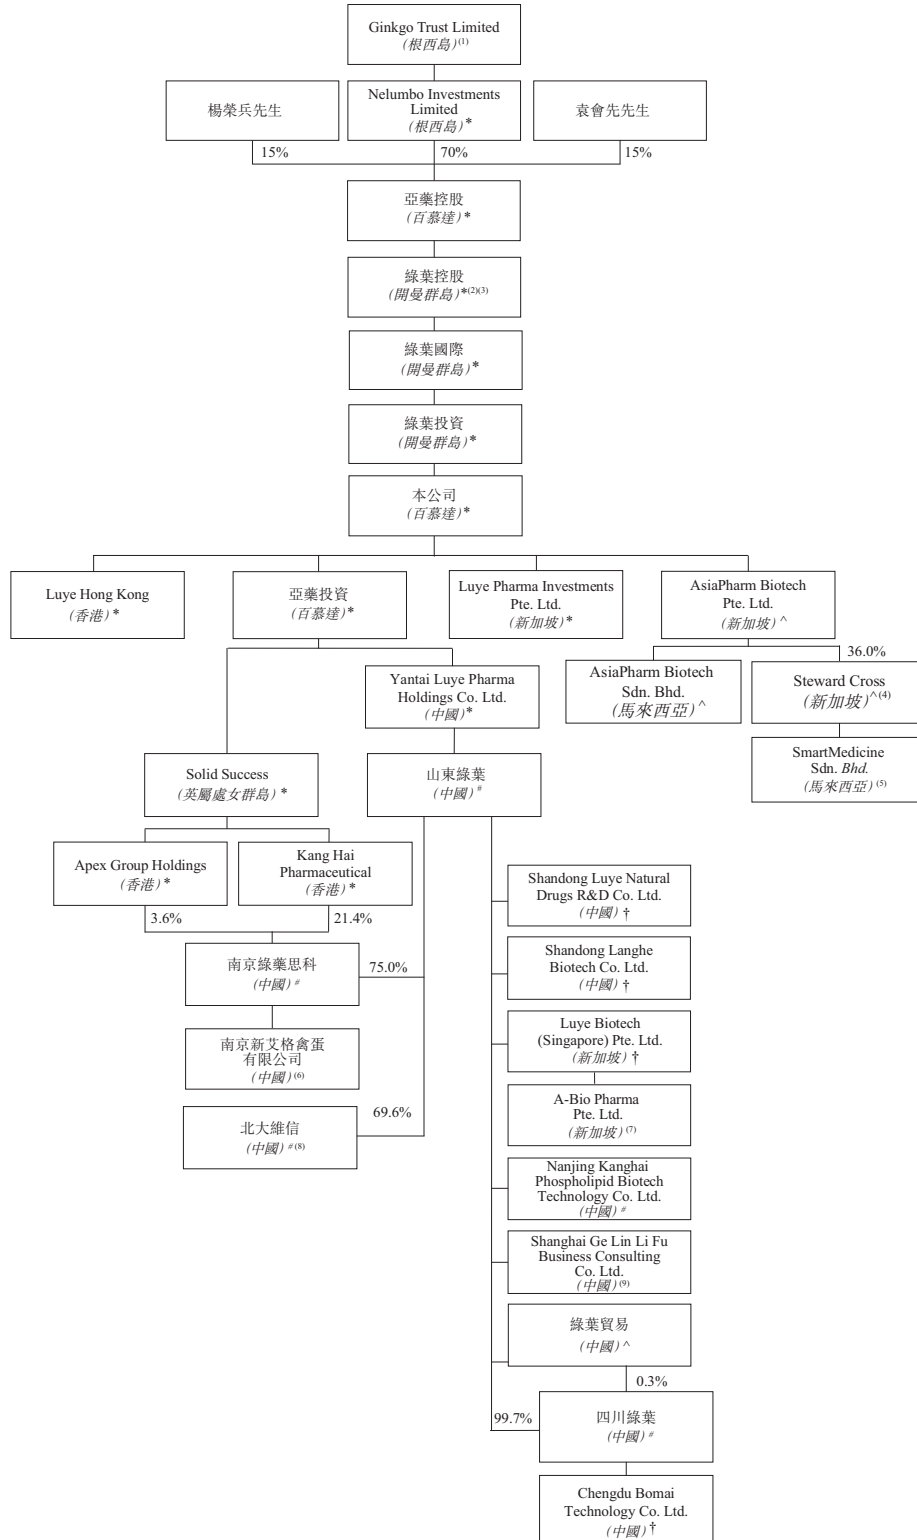 Ginkgo Trust Limited
(根西島)(1)
楊榮兵先生
Nelumbo Investments
Limited
(根西島)*
袁會先先生
15%
70%
15%
亞藥控股
(百慕達)*
綠葉控股
(開曼群島)*(2)(3)
綠葉國際
(開曼群島)*
綠葉投資
(開曼群島)*
本公司
(百慕達)*
Luye Hong Kong
(香港)*
亞藥投資
(百慕達)*
Luye Pharma Investments
Pte. Ltd.
(新加坡)*
AsiaPharm Biotech
Pte. Ltd.
(新加坡)^
36.0%
Yantai Luye Pharma
Holdings Co. Ltd.
(中國)*
AsiaPharm Biotech
Sdn. Bhd.
(馬來西亞)^
Steward Cross
(新加坡)^(4)
Solid Success
(英屬處女群島)*
山東綠葉
(中國)#
SmartMedicine
Sdn. Bhd.
(馬來西亞)(5)
Apex Group Holdings
(香港)*
Kang Hai
Pharmaceutical
(香港)*
3.6%
21.4%
南京綠葉思科
(中國)#
75.0%
南京新艾格禽蛋
有限公司
(中國)(6)
北大維信
(中國)#(8)
69.6%
Shandong Luye Natural
Drugs R&D Co. Ltd.
(中國)†
Shandong Langhe
Biotech Co. Ltd.
(中國)†
Luye Biotech
(Singapore) Pte. Ltd.
(新加坡)†
A-Bio Pharma
Pte. Ltd.
(新加坡)(7)
Nanjing Kanghai
Phospholipid Biotech
Technology Co. Ltd.
(中國)#
Shanghai Ge Lin Li Fu
Business Consulting
Co. Ltd.
(中國)(9)
綠葉貿易
(中國)^
0.3%
99.7%
四川綠葉
(中國)#
Chengdu Bomai
Technology Co. Ltd.
(中國)†